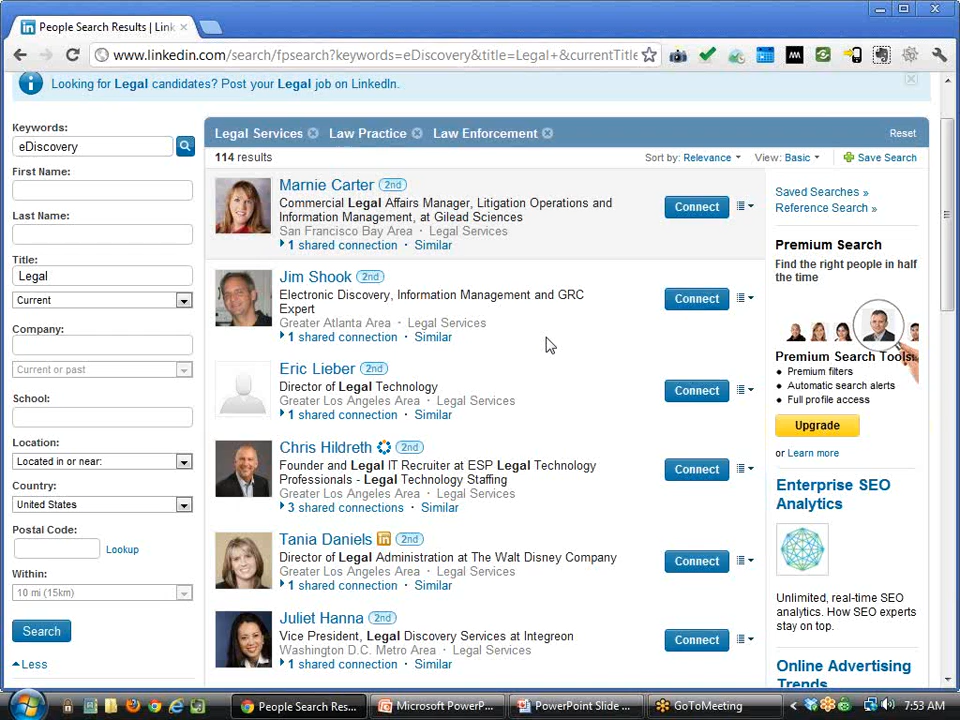 People Search Results | Link
www.linkedin.com/search/fpsearch?keywords=eDiscovery&title=Legal+&currentTitl
Looking for Legal candidates? Post your Legal job on LinkedIn.
Keywords:
eDiscovery
First Name:
Last Name:
Title:
Legal
Current
Company:
Current or past
School:
Location:
Located in or near:
Country:
United States
Postal Code:
Lookup
Within:
10 mi (15km)
Search
Less
Legal Services Law Practice Law Enforcement Reset
114 results Sort by: Relevance View: Basic Save Search
Marnie Carter 2nd
Commercial Legal Affairs Manager, Litigation Operations and
Information Management, at Gilead Sciences
San Francisco Bay Area · Legal Services
1 shared connection · Similar
Connect
Jim Shook 2nd
Electronic Discovery, Information Management and GRC
Expert
Greater Atlanta Area · Legal Services
1 shared connection · Similar
Connect
Eric Lieber 2nd
Director of Legal Technology
Greater Los Angeles Area · Legal Services
1 shared connection · Similar
Connect
Chris Hildreth 2nd
Founder and Legal IT Recruiter at ESP Legal Technology
Professionals - Legal Technology Staffing
Greater Los Angeles Area · Legal Services
3 shared connections · Similar
Connect
Tania Daniels in 2nd
Director of Legal Administration at The Walt Disney Company
Greater Los Angeles Area · Legal Services
1 shared connection · Similar
Connect
Juliet Hanna 2nd
Vice President, Legal Discovery Services at Integreon
Washington D.C. Metro Area · Legal Services
1 shared connection · Similar
Connect
Saved Searches »
Reference Search »
Premium Search
Find the right people in half
the time
Premium Search Tools:
• Premium filters
• Automatic search alerts
• Full profile access
Upgrade
or Learn more
Enterprise SEO
Analytics
Unlimited, real-time SEO
analytics. How SEO experts
stay on top.
Online Advertising
Trends
People Search Res... Microsoft PowerP... PowerPoint Slide ... GoToMeeting 7:53 AM